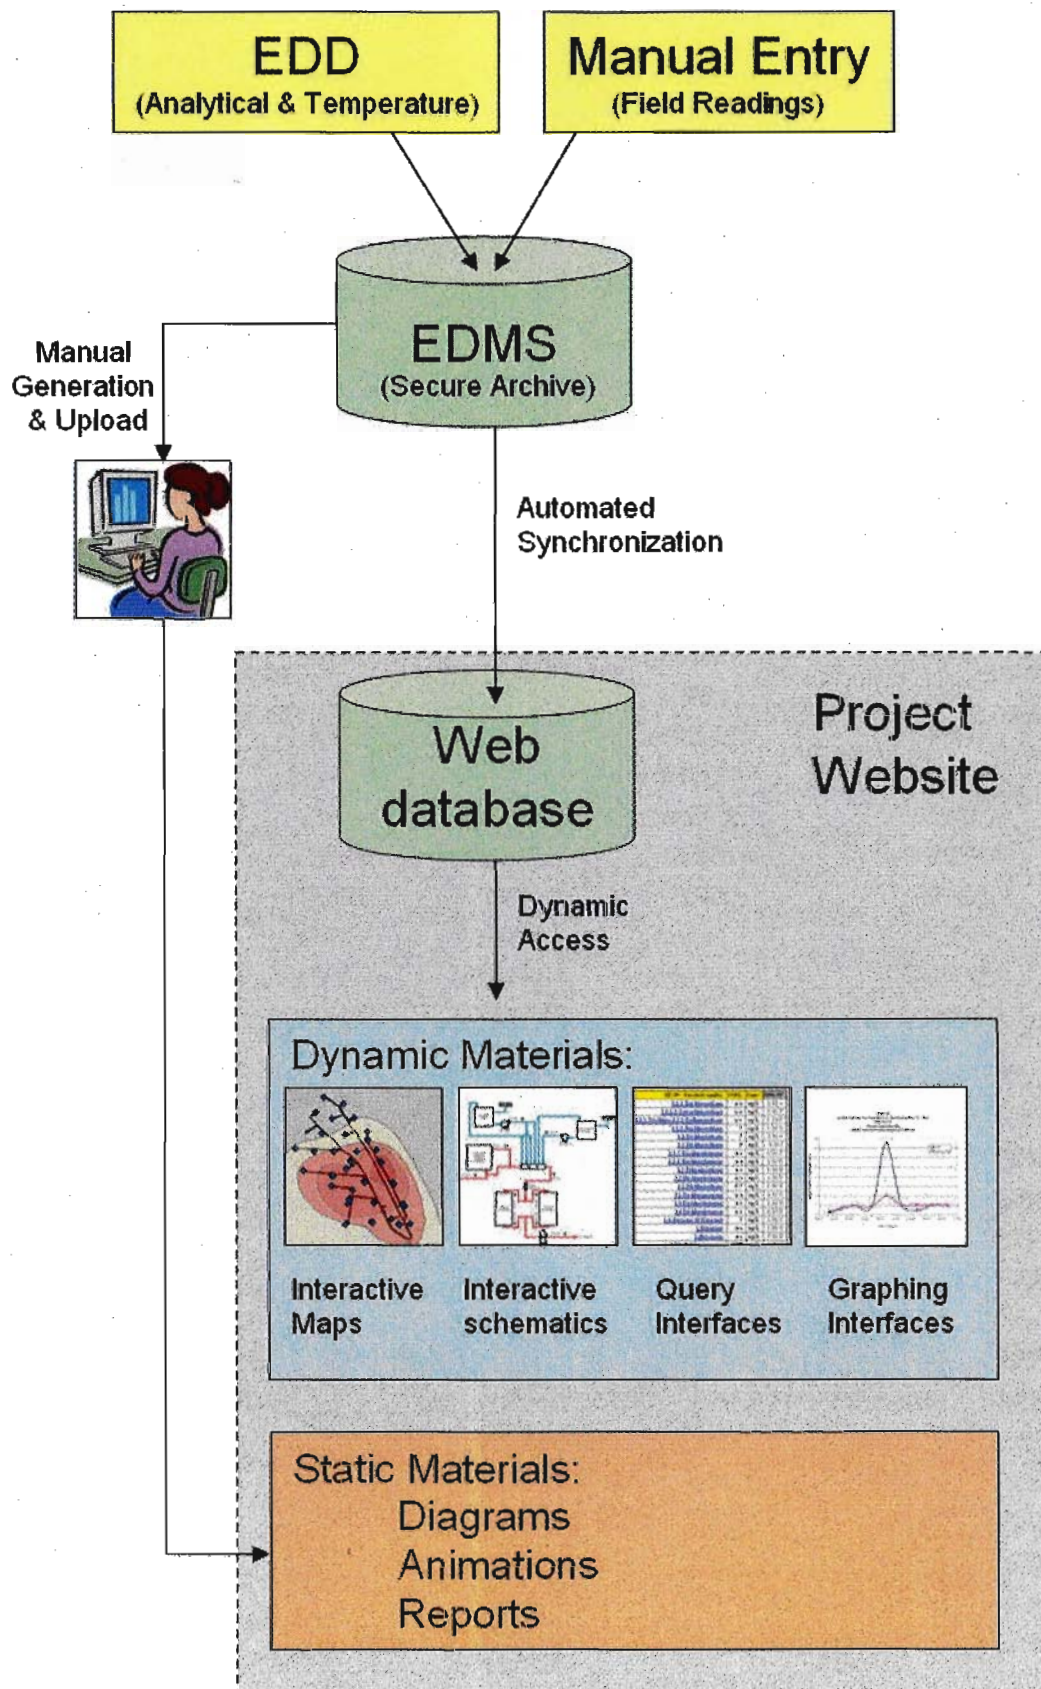 EDD
(Analytical & Temperature)
Manual Entry
(Field Readings)
EDMS
(Secure Archive)
Manual
Generation
& Upload
Automated
Synchronization
Project
Website
Web
database
Dynamic
Access
Dynamic Materials:
Interactive
Maps
Interactive
schematics
Query
Interfaces
Graphing
Interfaces
Static Materials:
Diagrams
Animations
Reports